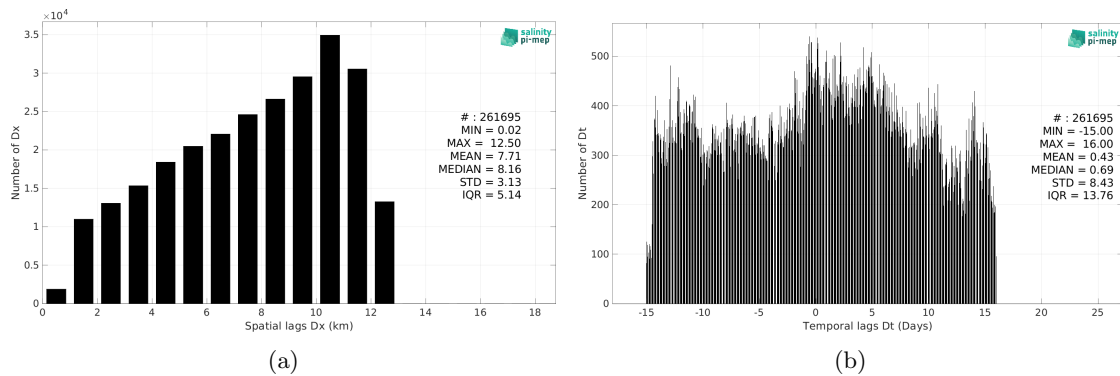 ×10⁴
3.5
3
2.5
2
1.5
1
0.5
0
Number of Dx
0 2 4 6 8 10 12 14 16 18
Spatial lags Dx (km)
salinity
pi-mep
# : 261695
MIN = 0.02
MAX = 12.50
MEAN = 7.71
MEDIAN = 8.16
STD = 3.13
IQR = 5.14
(a)
500
400
300
200
100
0
Number of Dt
-15 -10 -5 0 5 10 15 20 25
Temporal lags Dt (Days)
salinity
pi-mep
# : 261695
MIN = -15.00
MAX = 16.00
MEAN = 0.43
MEDIAN = 0.69
STD = 8.43
IQR = 13.76
(b)